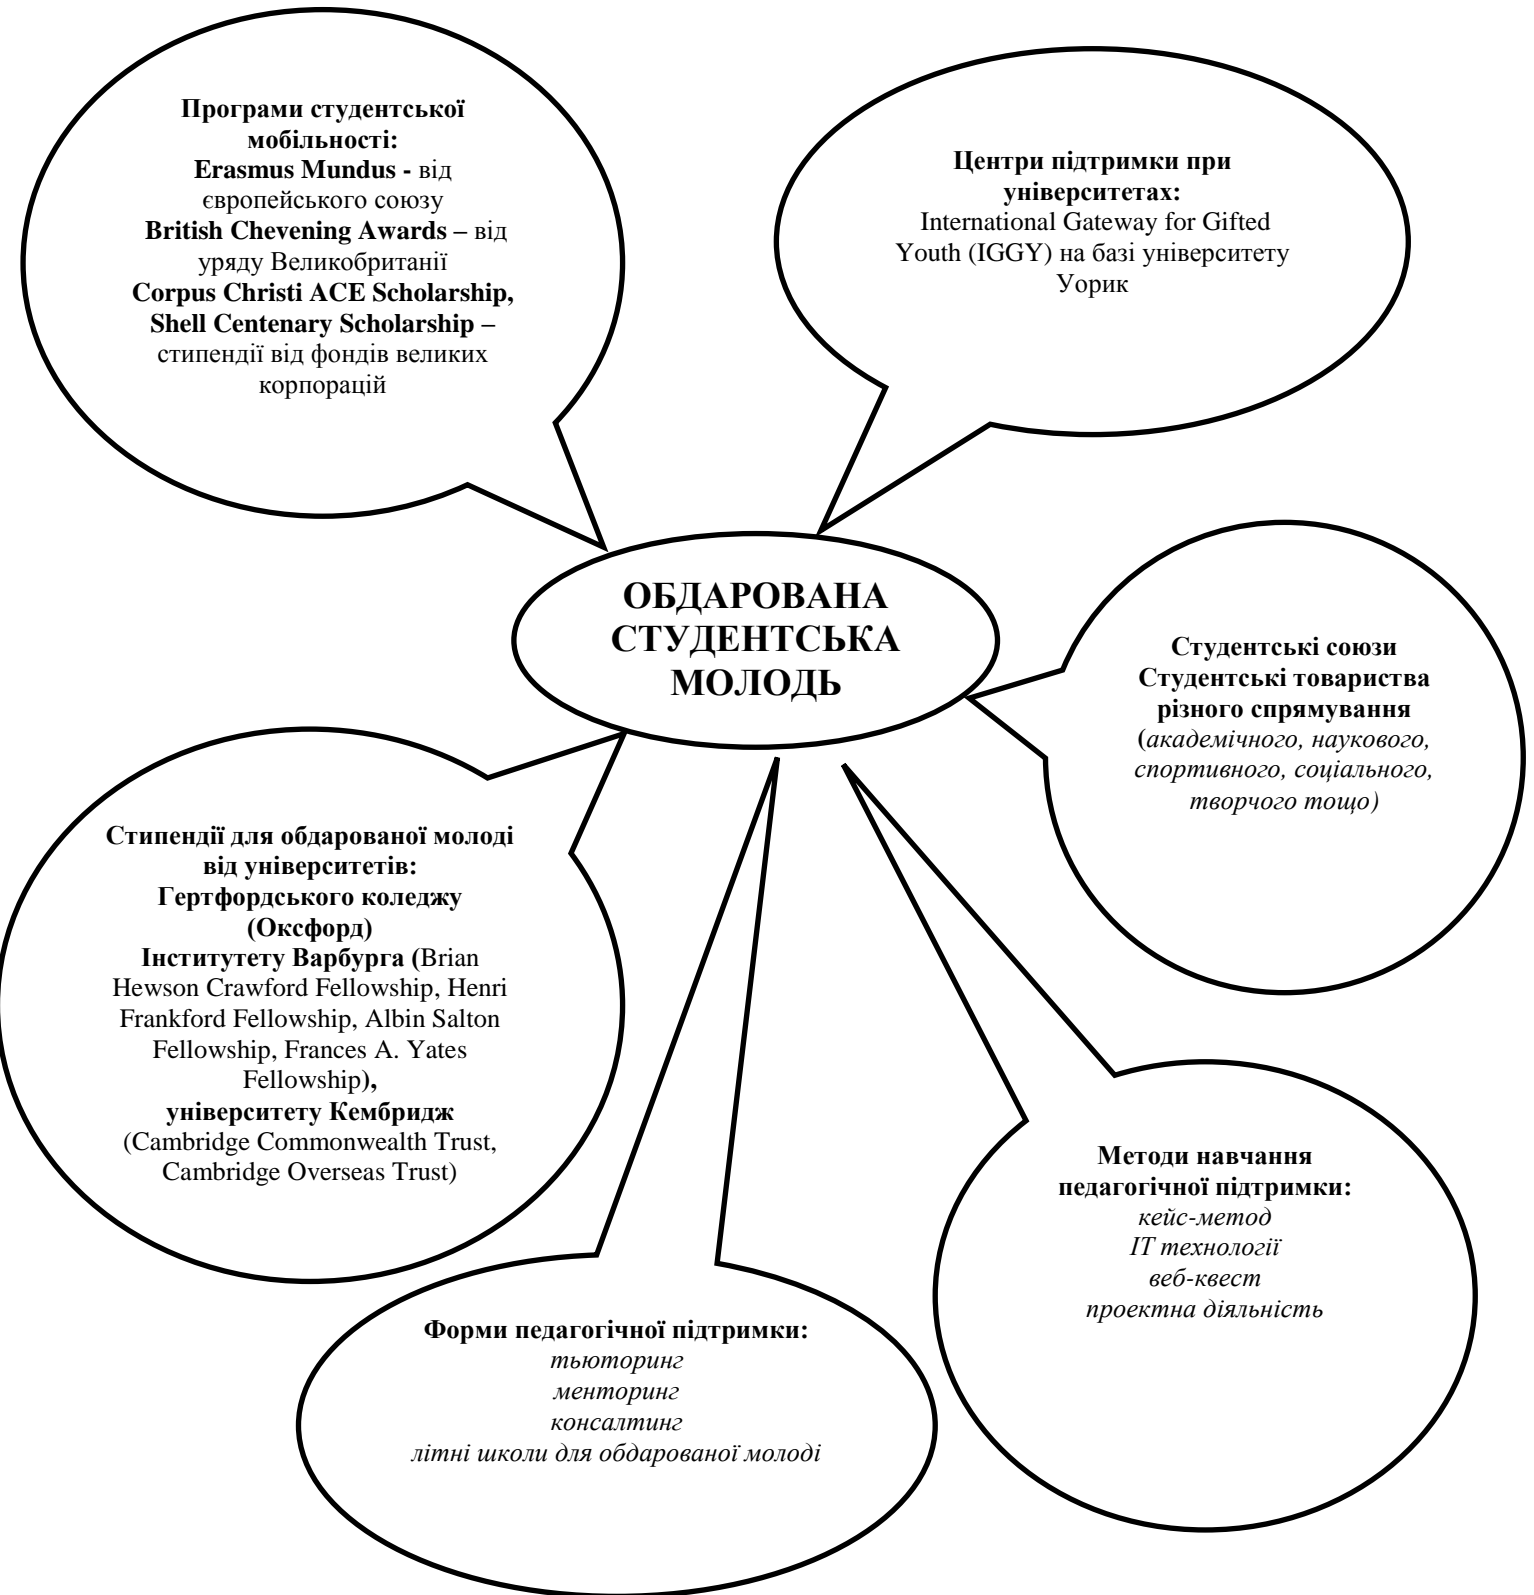 Програми студентської
мобільності:
Erasmus Mundus - від
європейського союзу
British Chevening Awards – від
уряду Великобританії
Corpus Christi ACE Scholarship,
Shell Centenary Scholarship –
стипендії від фондів великих
корпорацій
Центри підтримки при
університетах:
International Gateway for Gifted
Youth (IGGY) на базі університету
Уорик
ОБДАРОВАНА
СТУДЕНТСЬКА
МОЛОДЬ
Студентські союзи
Студентські товариства
різного спрямування
(академічного, наукового,
спортивного, соціального,
творчого тощо)
Стипендії для обдарованої молоді
від університетів:
Гертфордського коледжу
(Оксфорд)
Інститутету Варбурга (Brian
Hewson Crawford Fellowship, Henri
Frankford Fellowship, Albin Salton
Fellowship, Frances A. Yates
Fellowship),
університету Кембридж
(Cambridge Commonwealth Trust,
Cambridge Overseas Trust)
Методи навчання
педагогічної підтримки:
кейс-метод
ІТ технології
веб-квест
проектна діяльність
Форми педагогічної підтримки:
тьюторинг
менторинг
консалтинг
літні школи для обдарованої молоді